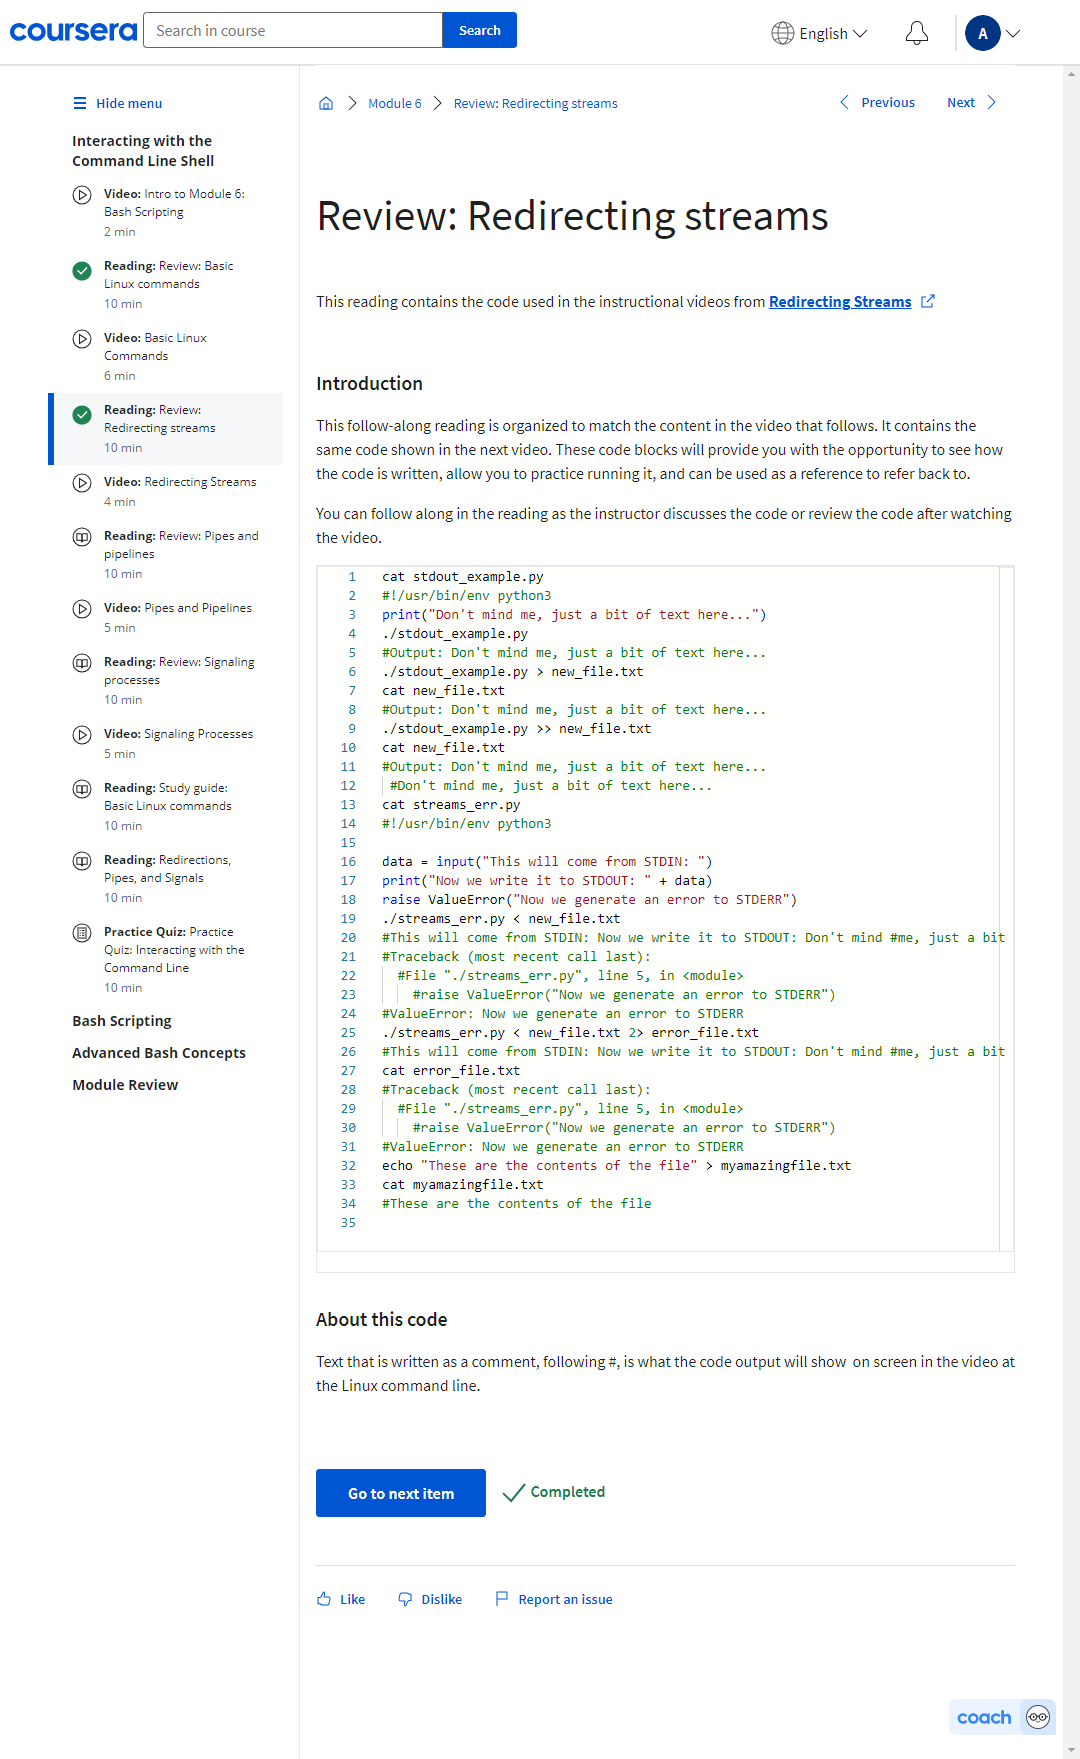 coursera
Search in course
Search
English
A
Hide menu
Interacting with the
Command Line Shell
Video: Intro to Module 6:
Bash Scripting
2 min
Reading: Review: Basic
Linux commands
10 min
Video: Basic Linux
Commands
6 min
Reading: Review:
Redirecting streams
10 min
Video: Redirecting Streams
4 min
Reading: Review: Pipes and
pipelines
10 min
Video: Pipes and Pipelines
5 min
Reading: Review: Signaling
processes
10 min
Video: Signaling Processes
5 min
Reading: Study guide:
Basic Linux commands
10 min
Reading: Redirections,
Pipes, and Signals
10 min
Practice Quiz: Practice
Quiz: Interacting with the
Command Line
10 min
Bash Scripting
Advanced Bash Concepts
Module Review
Module 6
Review: Redirecting streams
Previous
Next
Review: Redirecting streams
This reading contains the code used in the instructional videos from Redirecting Streams
Introduction
This follow-along reading is organized to match the content in the video that follows. It contains the
same code shown in the next video. These code blocks will provide you with the opportunity to see how
the code is written, allow you to practice running it, and can be used as a reference to refer back to.
You can follow along in the reading as the instructor discusses the code or review the code after watching
the video.
1 cat stdout_example.py
2 #!/usr/bin/env python3
3 print("Don't mind me, just a bit of text here...")
4 ./stdout_example.py
5 #Output: Don't mind me, just a bit of text here...
6 ./stdout_example.py > new_file.txt
7 cat new_file.txt
8 #Output: Don't mind me, just a bit of text here...
9 ./stdout_example.py >> new_file.txt
10 cat new_file.txt
11 #Output: Don't mind me, just a bit of text here...
12 #Don't mind me, just a bit of text here...
13 cat streams_err.py
14 #!/usr/bin/env python3
15
16 data = input("This will come from STDIN: ")
17 print("Now we write it to STDOUT: " + data)
18 raise ValueError("Now we generate an error to STDERR")
19 ./streams_err.py < new_file.txt
20 #This will come from STDIN: Now we write it to STDOUT: Don't mind #me, just a bit
21 #Traceback (most recent call last):
22 #File "./streams_err.py", line 5, in <module>
23 #raise ValueError("Now we generate an error to STDERR")
24 #ValueError: Now we generate an error to STDERR
25 ./streams_err.py < new_file.txt 2> error_file.txt
26 #This will come from STDIN: Now we write it to STDOUT: Don't mind #me, just a bit
27 cat error_file.txt
28 #Traceback (most recent call last):
29 #File "./streams_err.py", line 5, in <module>
30 #raise ValueError("Now we generate an error to STDERR")
31 #ValueError: Now we generate an error to STDERR
32 echo "These are the contents of the file" > myamazingfile.txt
33 cat myamazingfile.txt
34 #These are the contents of the file
35
About this code
Text that is written as a comment, following #, is what the code output will show  on screen in the video at
the Linux command line.
Go to next item
Completed
Like
Dislike
Report an issue
coach